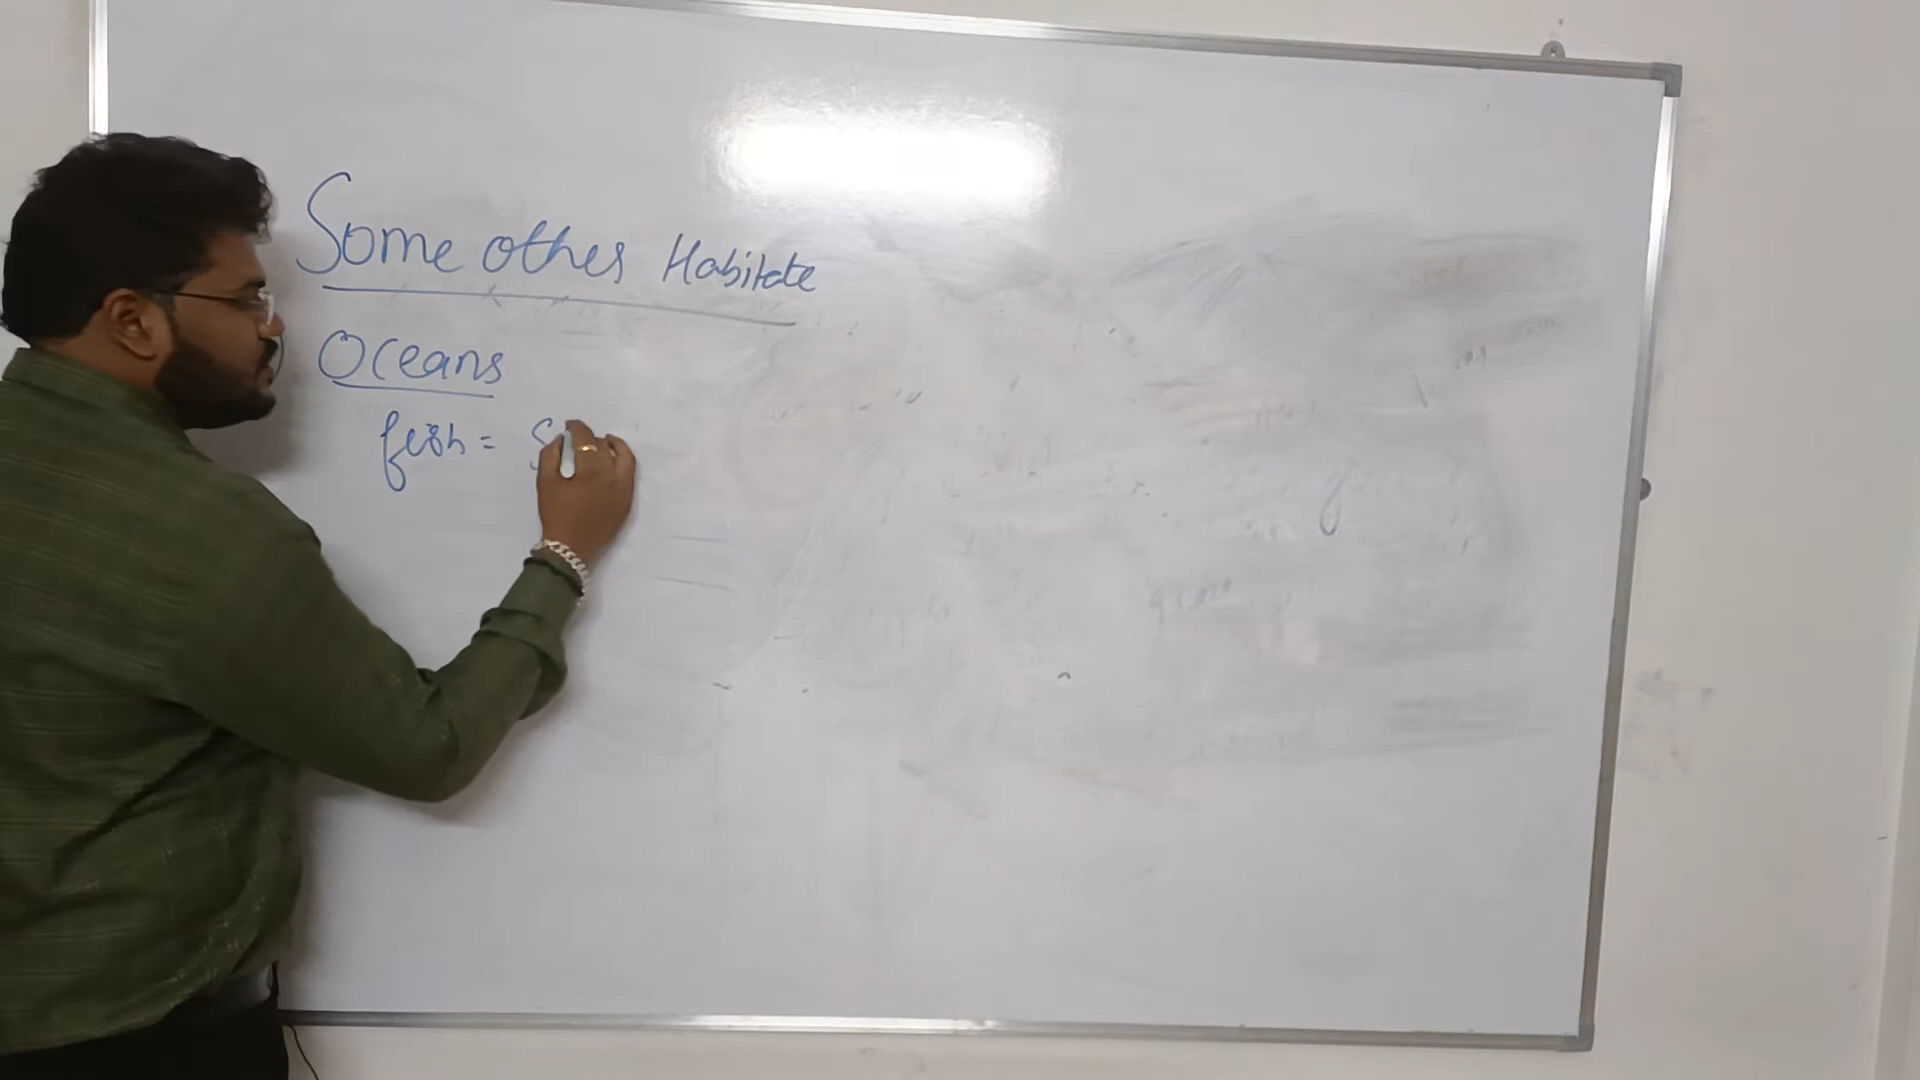 Some other Habitate
Oceans
fish = S